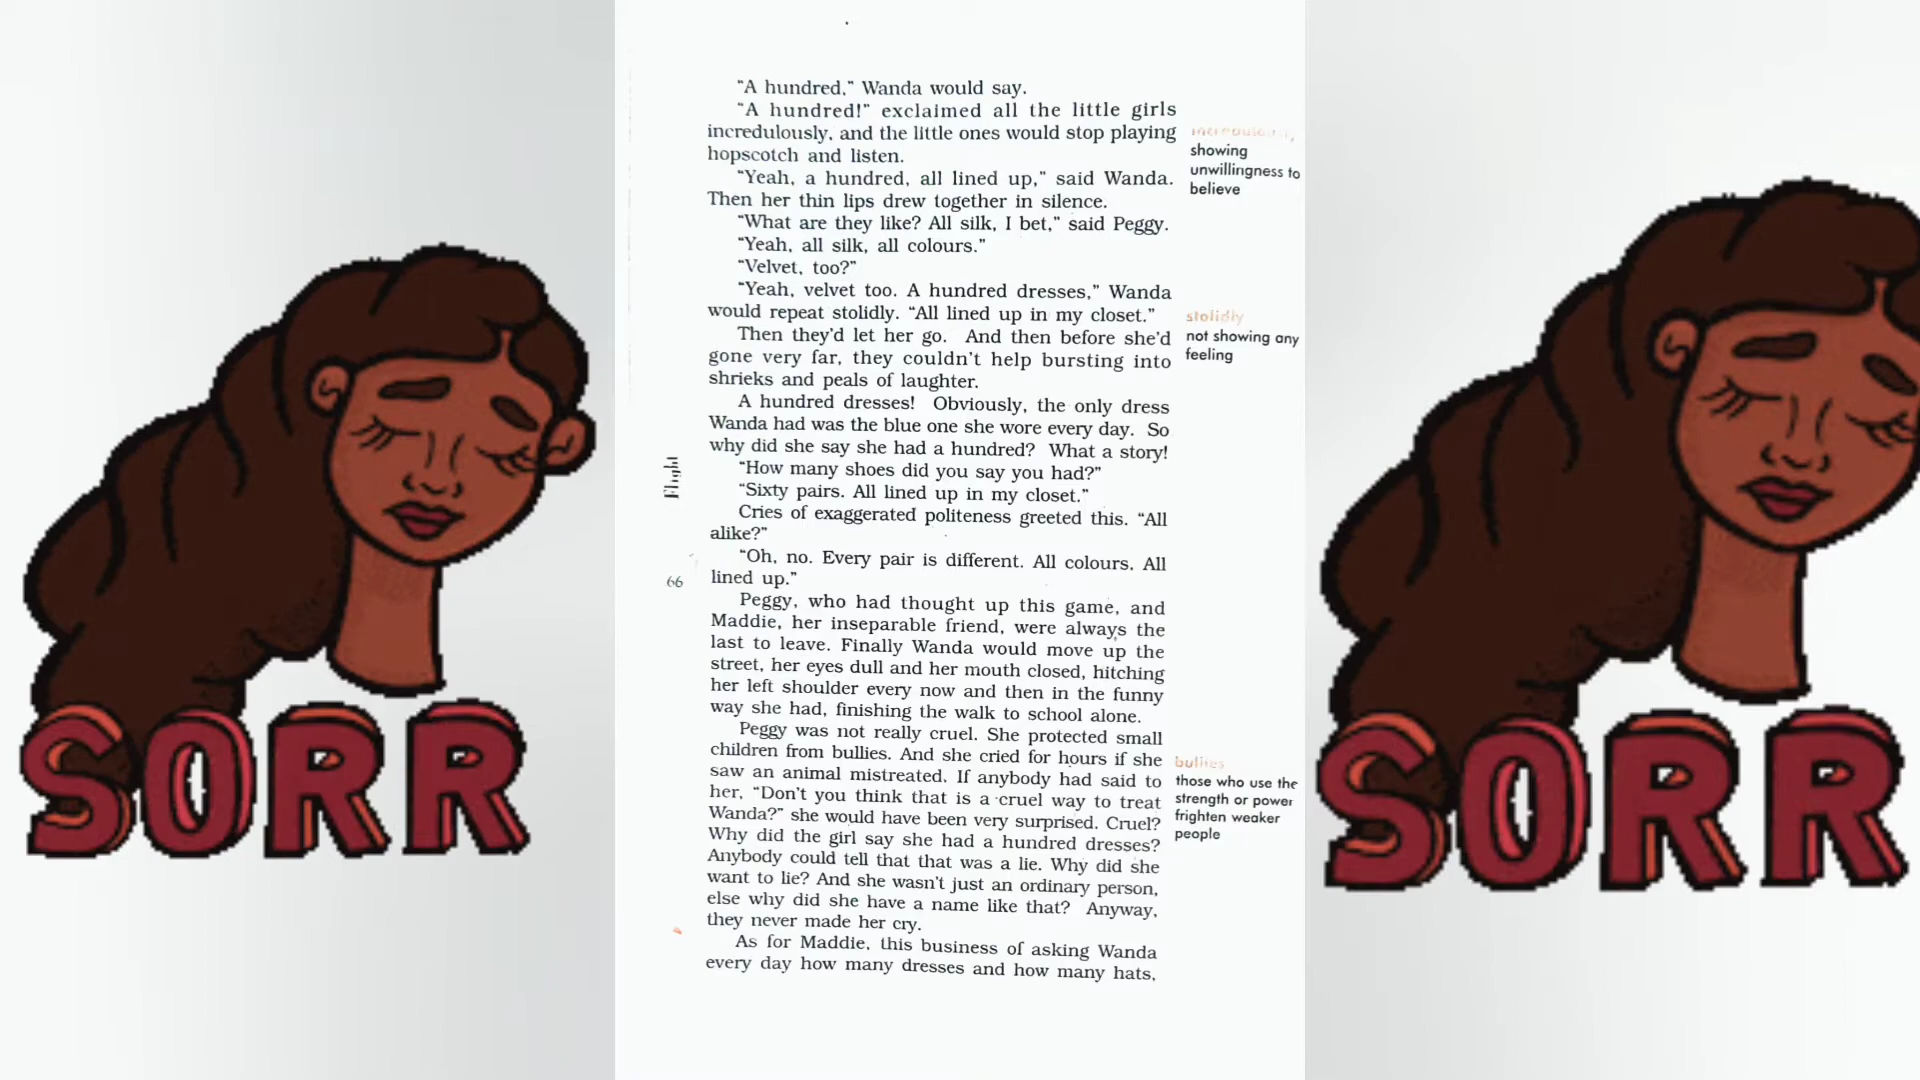 "A hundred," Wanda would say.
"A hundred!" exclaimed all the little girls
incredulously, and the little ones would stop playing
hopscotch and listen.
"Yeah, a hundred, all lined up," said Wanda.
Then her thin lips drew together in silence.
"What are they like? All silk, I bet," said Peggy.
"Yeah, all silk, all colours."
"Velvet, too?"
"Yeah, velvet too. A hundred dresses," Wanda
would repeat stolidly. "All lined up in my closet."
Then they'd let her go. And then before she'd
gone very far, they couldn't help bursting into
shrieks and peals of laughter.
A hundred dresses! Obviously, the only dress
Wanda had was the blue one she wore every day. So
why did she say she had a hundred? What a story!
"How many shoes did you say you had?"
"Sixty pairs. All lined up in my closet."
Cries of exaggerated politeness greeted this. "All
alike?"
"Oh, no. Every pair is different. All colours. All
lined up."
Peggy, who had thought up this game, and
Maddie, her inseparable friend, were always the
last to leave. Finally Wanda would move up the
street, her eyes dull and her mouth closed, hitching
her left shoulder every now and then in the funny
way she had, finishing the walk to school alone.
Peggy was not really cruel. She protected small
children from bullies. And she cried for hours if she
saw an animal mistreated. If anybody had said to
her, "Don't you think that is a cruel way to treat
Wanda?" she would have been very surprised. Cruel?
Why did the girl say she had a hundred dresses?
Anybody could tell that that was a lie. Why did she
want to lie? And she wasn't just an ordinary person,
else why did she have a name like that? Anyway,
they never made her cry.
As for Maddie, this business of asking Wanda
every day how many dresses and how many hats,
incredulously
showing
unwillingness to
believe
stolidly
not showing any
feeling
bullies
those who use the
strength or power
frighten weaker
people
66
SORR
SORR